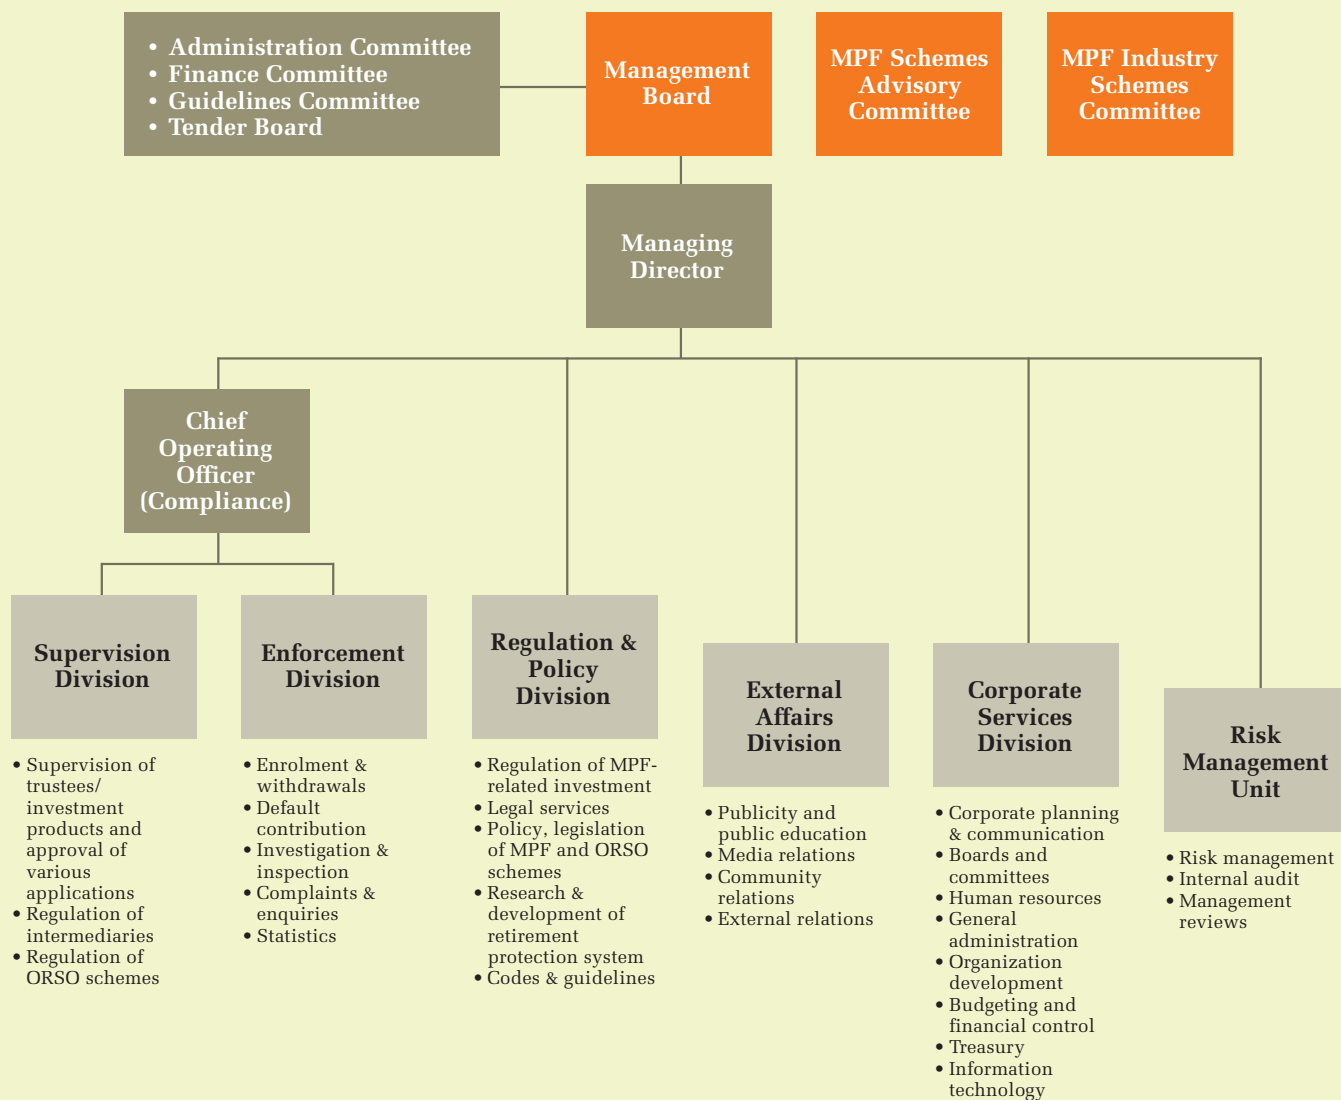 • Administration Committee
• Finance Committee
• Guidelines Committee
• Tender Board
Management
Board
MPF Schemes
Advisory
Committee
MPF Industry
Schemes
Committee
Managing
Director
Chief
Operating
Officer
(Compliance)
Supervision
Division
• Supervision of
trustees/
investment
products and
approval of
various
applications
• Regulation of
intermediaries
• Regulation of
ORSO schemes
Enforcement
Division
• Enrolment &
withdrawals
• Default
contribution
• Investigation &
inspection
• Complaints &
enquiries
• Statistics
Regulation &
Policy
Division
• Regulation of MPF-
related investment
• Legal services
• Policy, legislation
of MPF and ORSO
schemes
• Research &
development of
retirement
protection system
• Codes & guidelines
External
Affairs
Division
• Publicity and
public education
• Media relations
• Community
relations
• External relations
Corporate
Services
Division
• Corporate planning
& communication
• Boards and
committees
• Human resources
• General
administration
• Organization
development
• Budgeting and
financial control
• Treasury
• Information
technology
Risk
Management
Unit
• Risk management
• Internal audit
• Management
reviews